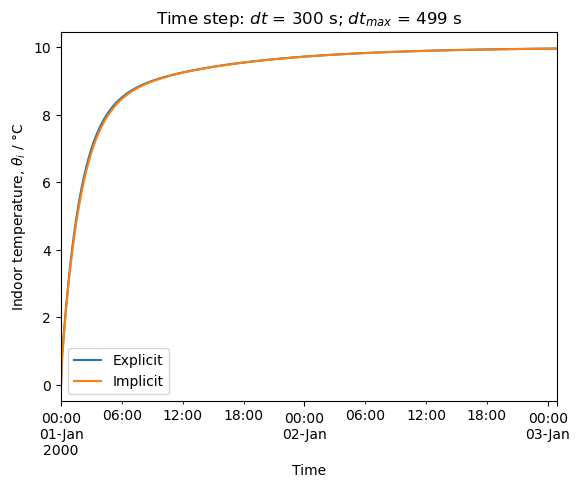 Time step: dt = 300 s; dtmax = 499 s
Indoor temperature, θi / °C
10
8
6
4
2
0
Explicit
Implicit
00:00 06:00 12:00 18:00 00:00 06:00 12:00 18:00 00:00
01-Jan 02-Jan 03-Jan
2000
Time